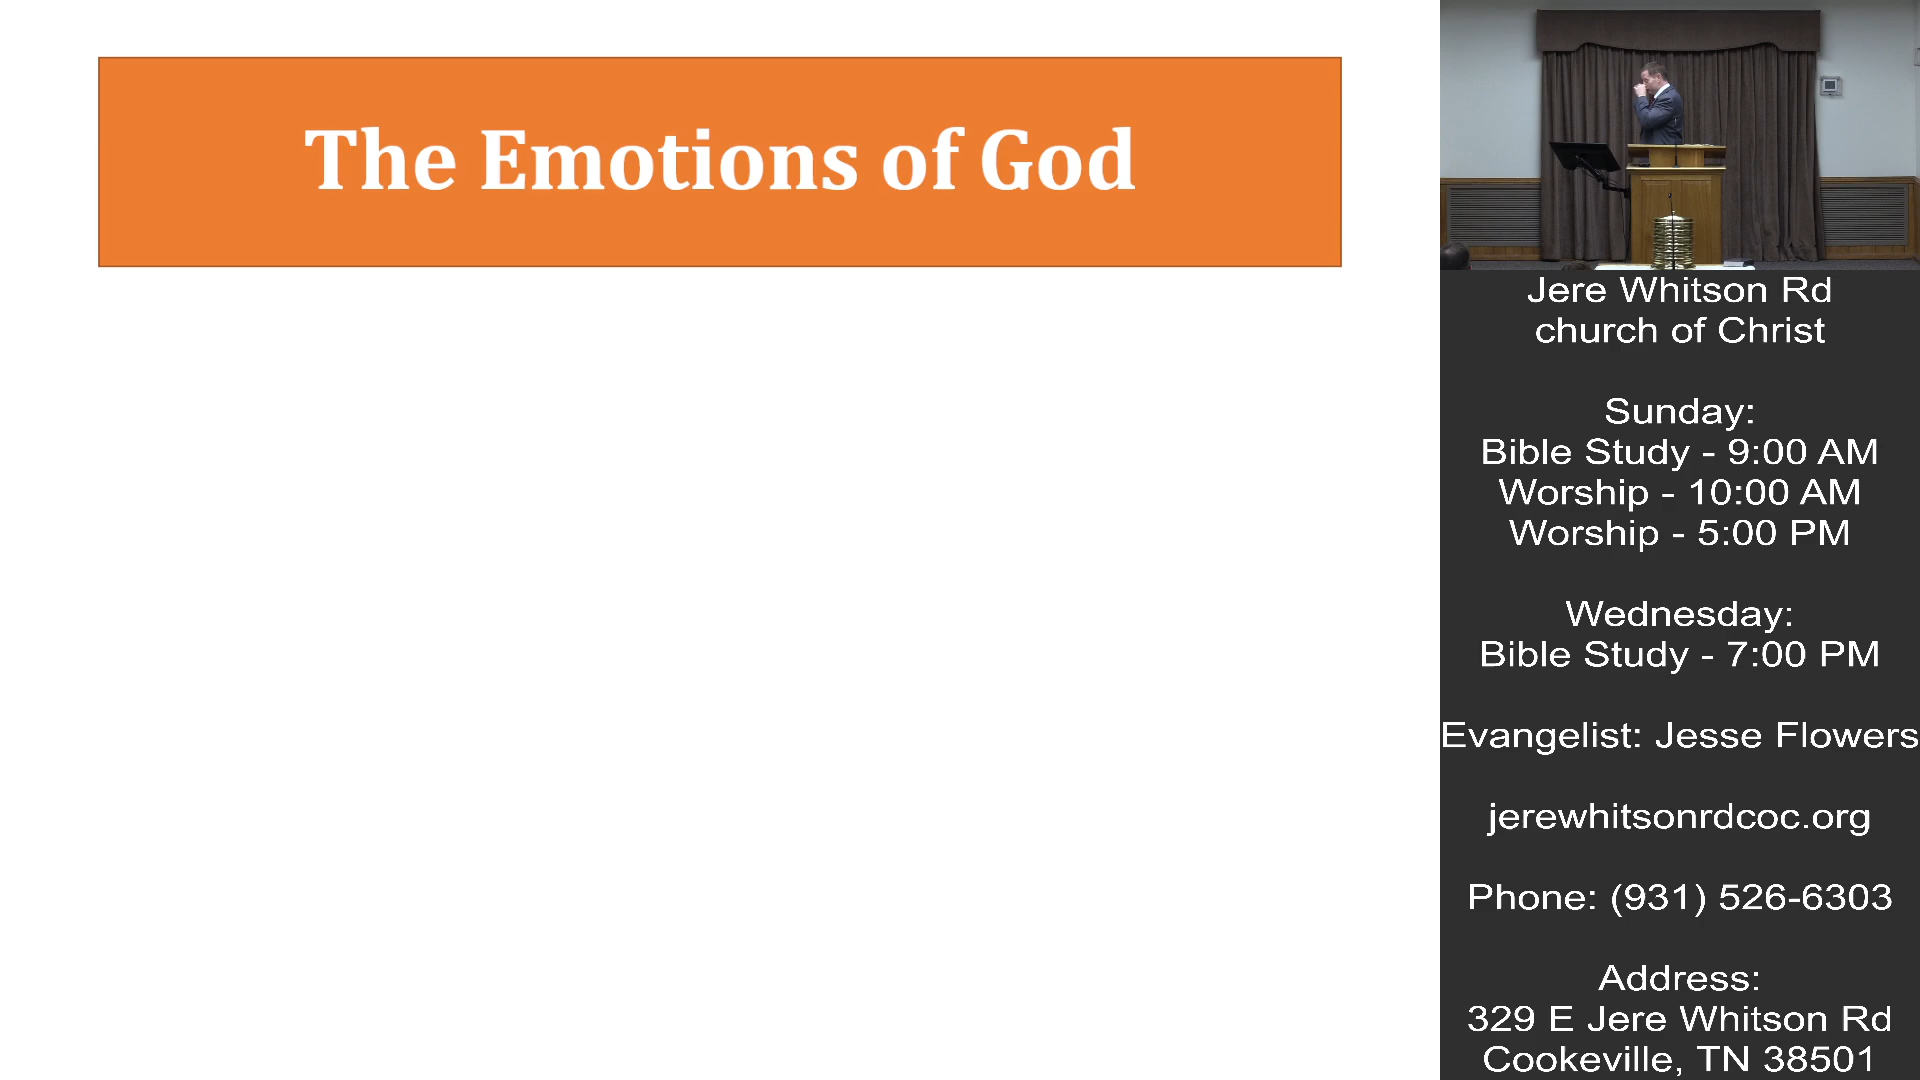 The Emotions of God
Jere Whitson Rd
church of Christ
Sunday:
Bible Study - 9:00 AM
Worship - 10:00 AM
Worship - 5:00 PM
Wednesday:
Bible Study - 7:00 PM
Evangelist: Jesse Flowers
jerewhitsonrdcoc.org
Phone: (931) 526-6303
Address:
329 E Jere Whitson Rd
Cookeville, TN 38501